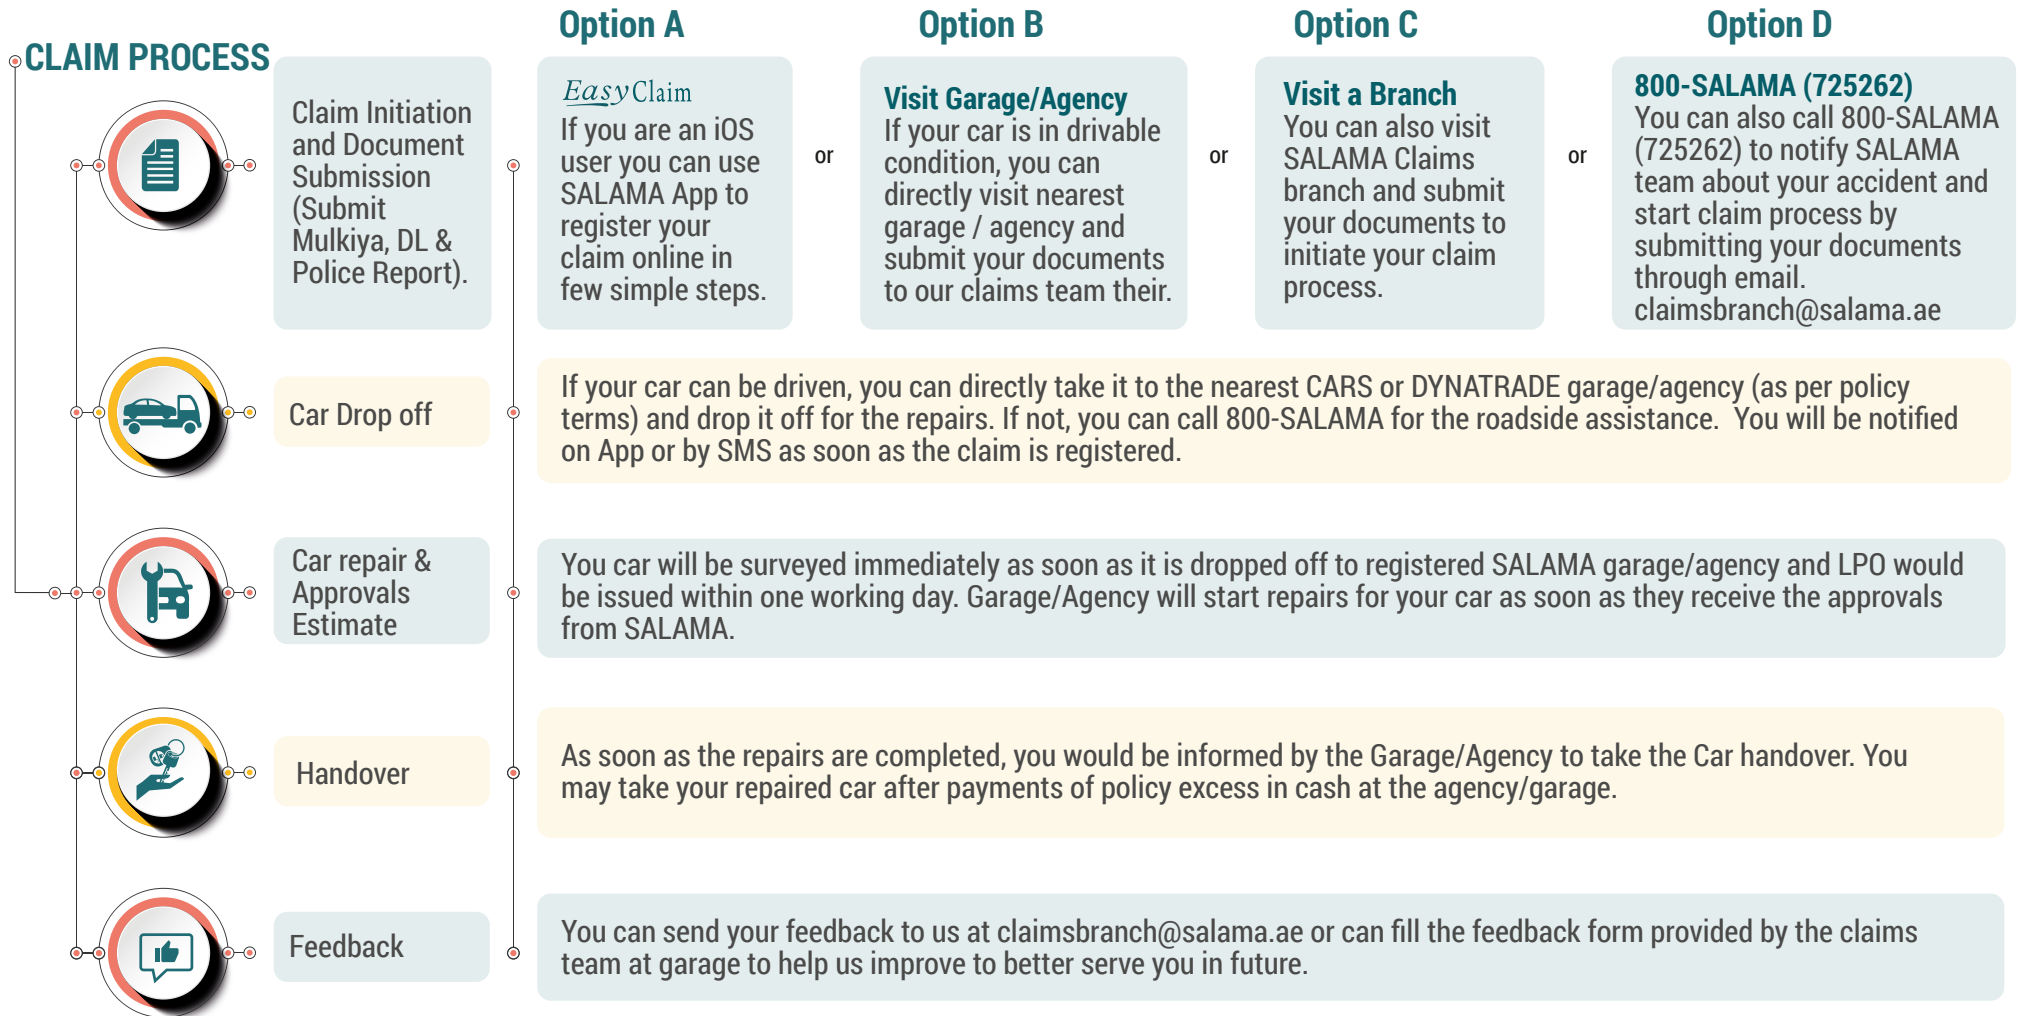 CLAIM PROCESS
Claim Initiation
and Document
Submission
(Submit
Mulkiya, DL &
Police Report).
Option A
EasyClaim
If you are an iOS
user you can use
SALAMA App to
register your
claim online in
few simple steps.
or
Option B
Visit Garage/Agency
If your car is in drivable
condition, you can
directly visit nearest
garage / agency and
submit your documents
to our claims team their.
or
Option C
Visit a Branch
You can also visit
SALAMA Claims
branch and submit
your documents to
initiate your claim
process.
or
Option D
800-SALAMA (725262)
You can also call 800-SALAMA
(725262) to notify SALAMA
team about your accident and
start claim process by
submitting your documents
through email.
claimsbranch@salama.ae
Car Drop off
If your car can be driven, you can directly take it to the nearest CARS or DYNATRADE garage/agency (as per policy
terms) and drop it off for the repairs. If not, you can call 800-SALAMA for the roadside assistance.  You will be notified
on App or by SMS as soon as the claim is registered.
Car repair &
Approvals
Estimate
You car will be surveyed immediately as soon as it is dropped off to registered SALAMA garage/agency and LPO would
be issued within one working day. Garage/Agency will start repairs for your car as soon as they receive the approvals
from SALAMA.
Handover
As soon as the repairs are completed, you would be informed by the Garage/Agency to take the Car handover. You
may take your repaired car after payments of policy excess in cash at the agency/garage.
Feedback
You can send your feedback to us at claimsbranch@salama.ae or can fill the feedback form provided by the claims
team at garage to help us improve to better serve you in future.